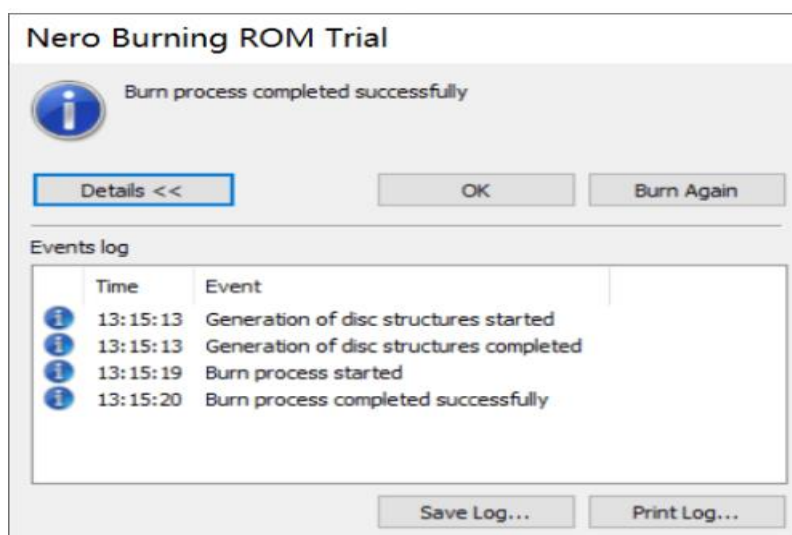 Nero Burning ROM Trial
Burn process completed successfully
Details << OK Burn Again
Events log
Time Event
13:15:13 Generation of disc structures started
13:15:13 Generation of disc structures completed
13:15:19 Burn process started
13:15:20 Burn process completed successfully
Save Log... Print Log...